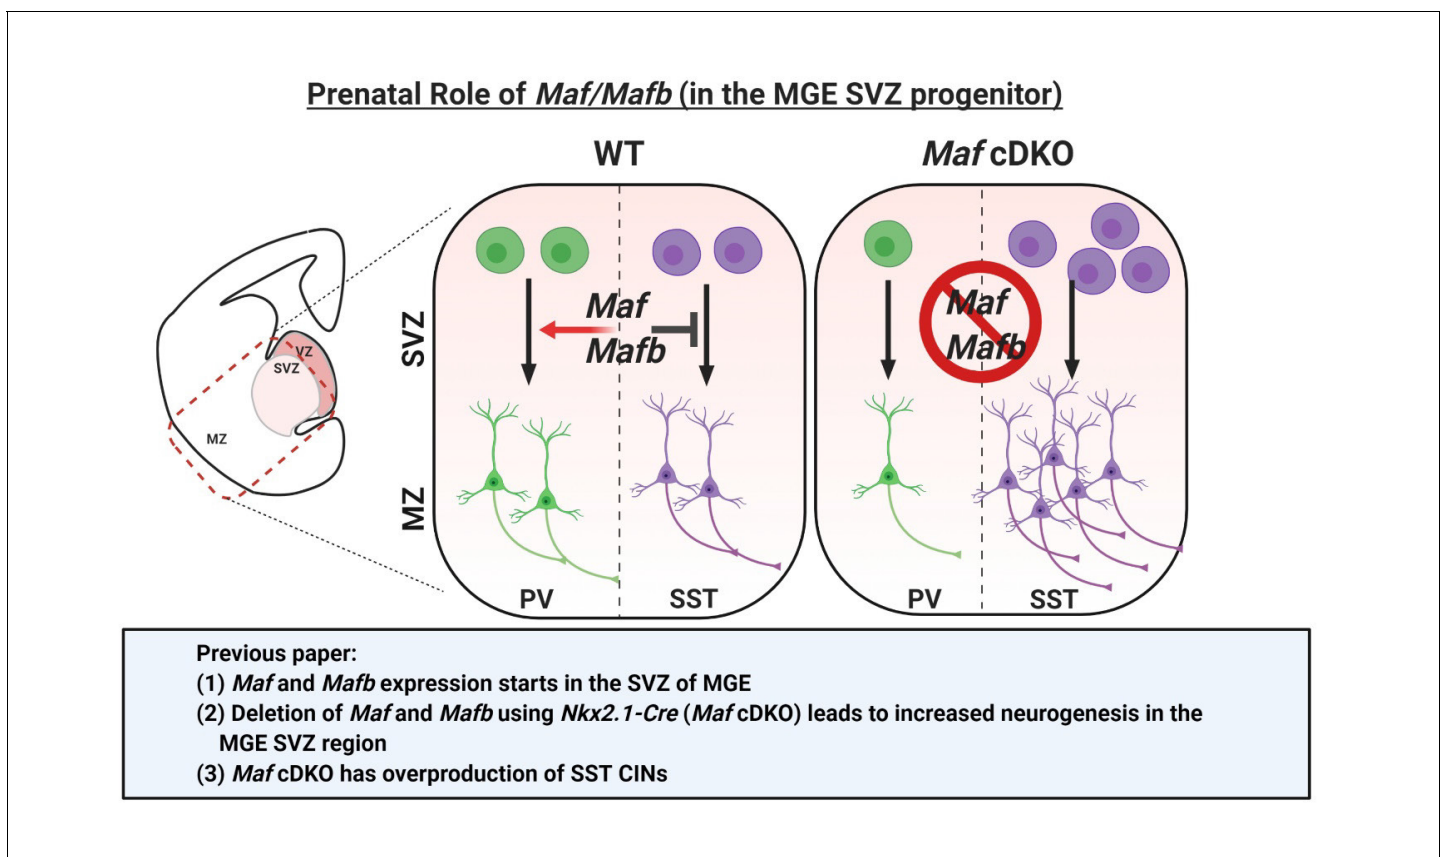 Prenatal Role of Maf/Mafb (in the MGE SVZ progenitor)
WT
Maf cDKO
VZ
SVZ
MZ
SVZ
MZ
Maf
Mafb
PV
SST
Maf
Mafb
PV
SST
Previous paper:
(1) Maf and Mafb expression starts in the SVZ of MGE
(2) Deletion of Maf and Mafb using Nkx2.1-Cre (Maf cDKO) leads to increased neurogenesis in the
MGE SVZ region
(3) Maf cDKO has overproduction of SST CINs